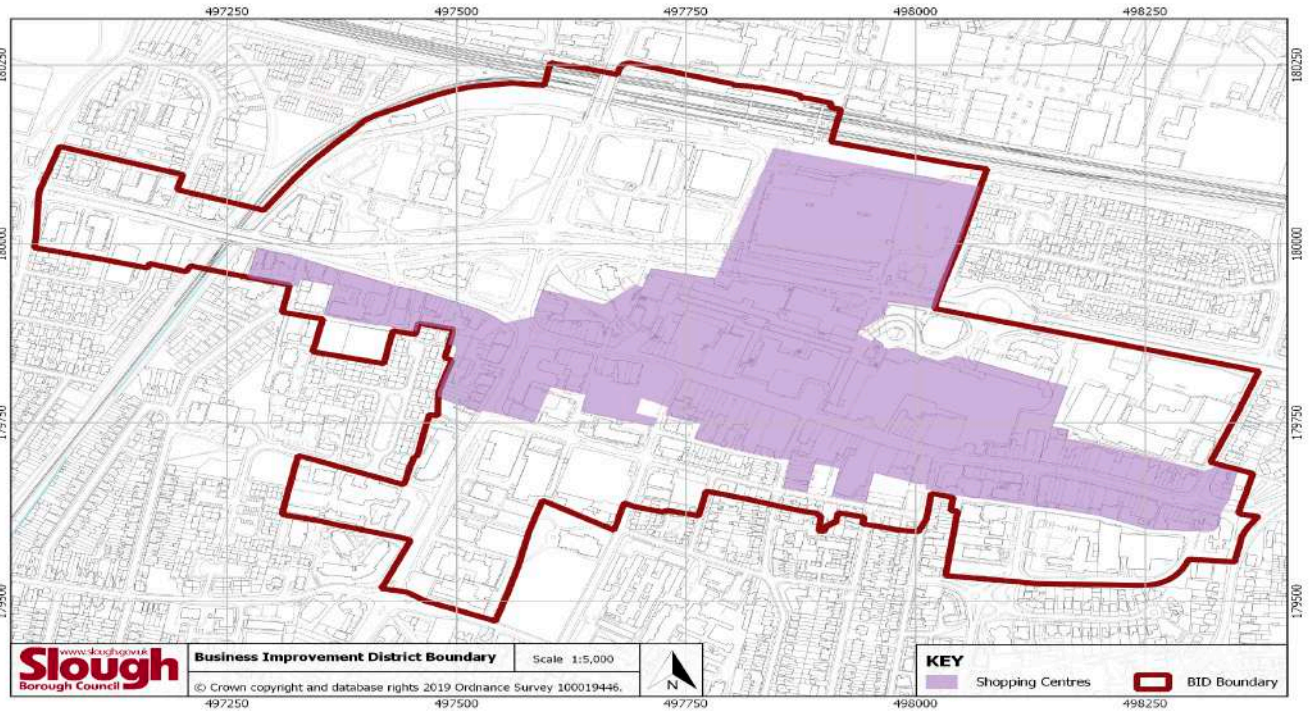 497250 497500 497750 498000 498250
180250 180250
180000 180000
179750 179750
179500 179500
www.slough.gov.uk
Slough
Borough Council
Business Improvement District Boundary
Scale 1:5,000
© Crown copyright and database rights 2019 Ordnance Survey 100019446.
N
KEY
Shopping Centres
BID Boundary
497250 497500 497750 498000 498250